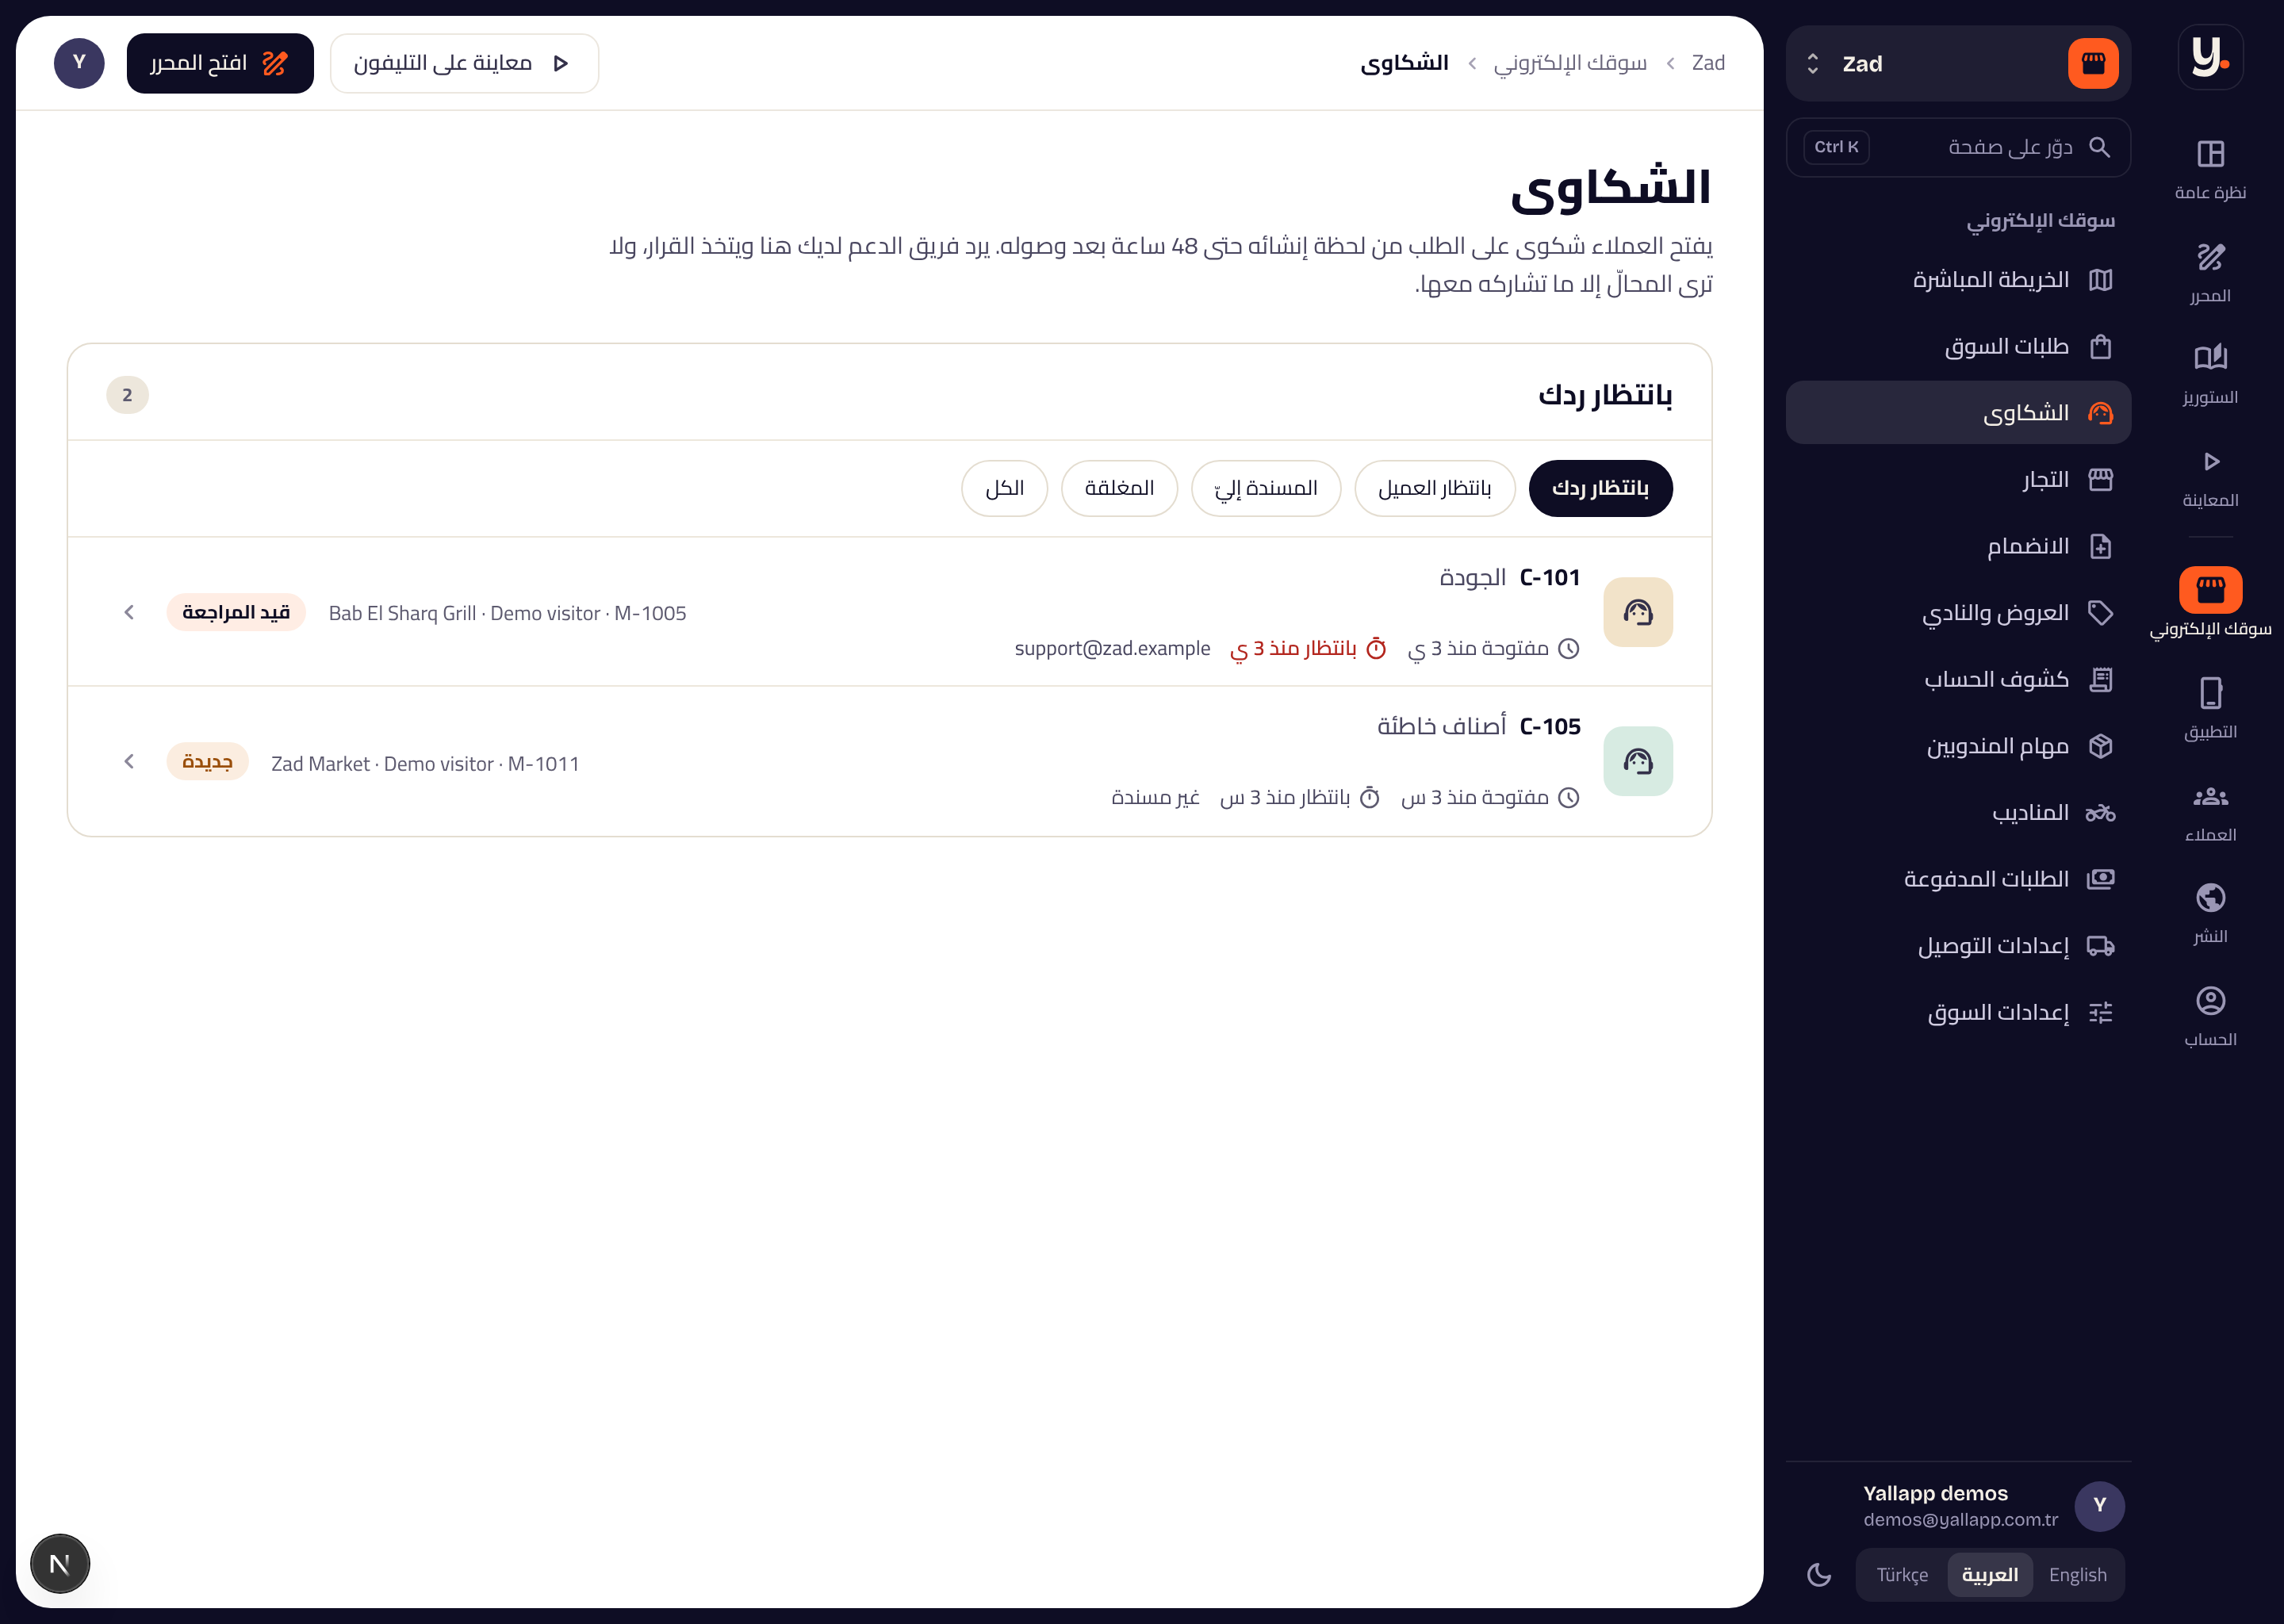 y.
نظرة عامة
المحرر
الستوريز
المعاينة
سوقك الإلكتروني
التطبيق
العملاء
النشر
الحساب
Zad
دوّر على صفحة
Ctrl K
سوقك الإلكتروني
الخريطة المباشرة
طلبات السوق
الشكاوى
التجار
الانضمام
العروض والنادي
كشوف الحساب
مهام المندوبين
المناديب
الطلبات المدفوعة
إعدادات التوصيل
إعدادات السوق
Y
Yallapp demos
demos@yallapp.com.tr
English العربية Türkçe
Zad › سوقك الإلكتروني › الشكاوى
معاينة على التليفون
افتح المحرر
Y
الشكاوى
يفتح العملاء شكوى على الطلب من لحظة إنشائه حتى 48 ساعة بعد وصوله. يرد فريق الدعم لديك هنا ويتخذ القرار، ولا
ترى المحالّ إلا ما تشاركه معها.
بانتظار ردك
2
بانتظار ردك
بانتظار العميل
المسندة إليّ
المغلقة
الكل
C-101 الجودة
مفتوحة منذ 3 ي بانتظار منذ 3 ي support@zad.example
Bab El Sharq Grill · Demo visitor · M-1005
قيد المراجعة
C-105 أصناف خاطئة
مفتوحة منذ 3 س بانتظار منذ 3 س غير مسندة
Zad Market · Demo visitor · M-1011
جديدة
N